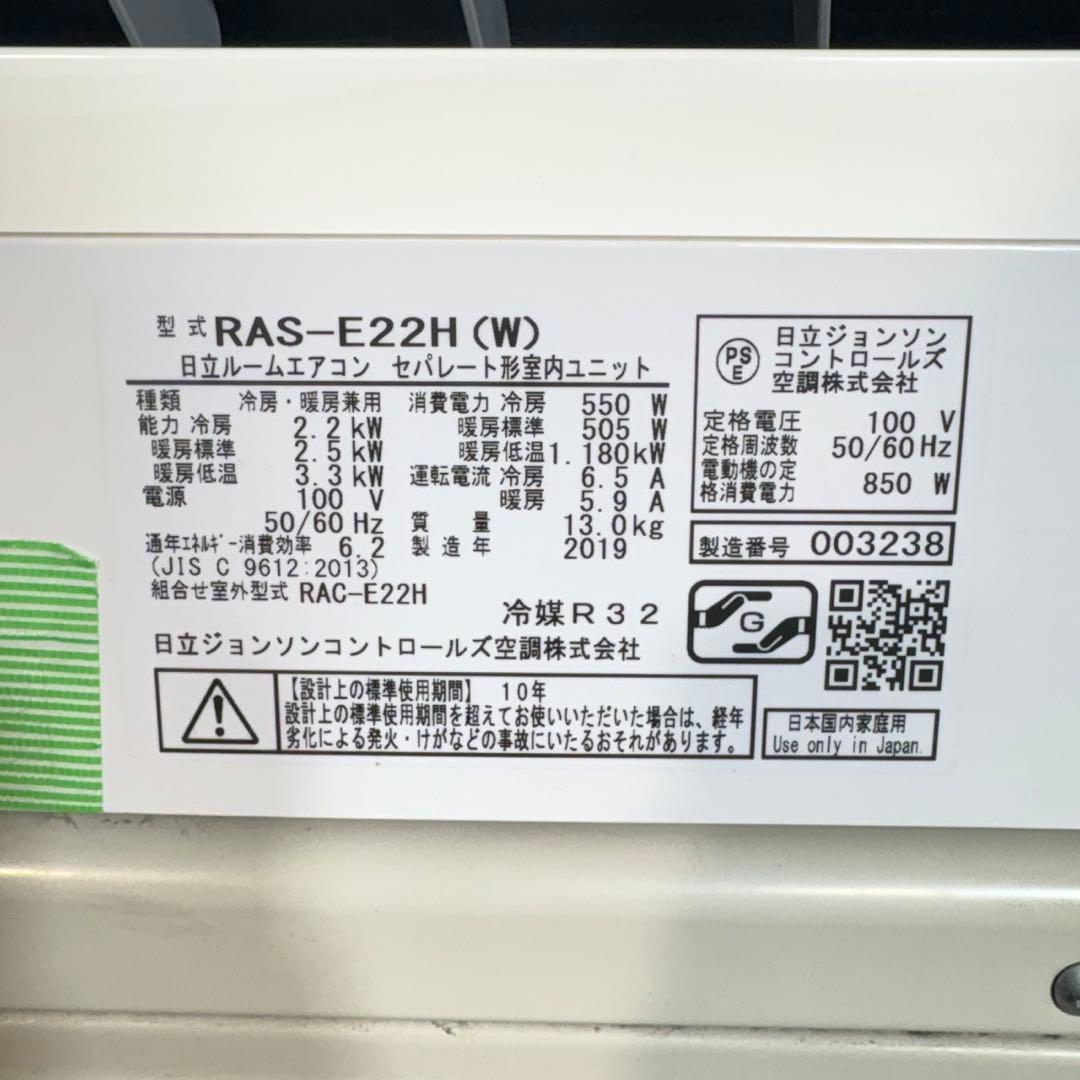 型式 RAS-E22H(W)
日立ルームエアコン セパレート形室内ユニット
種類 冷房・暖房兼用
能力 冷房 2.2 kW
暖房標準 2.5 kW
暖房低温 3.3 kW
電源 100 V
50/60 Hz
通年エネルギー消費効率 6.2
(JIS C 9612:2013)
組合せ室外型式 RAC-E22H
消費電力 冷房 550 W
暖房標準 505 W
暖房低温 1.180kW
運転電流 冷房 6.5 A
暖房 5.9 A
質量 13.0kg
製造年 2019
冷媒R32
日立ジョンソンコントロールズ空調株式会社
【設計上の標準使用期間】 10年
設計上の標準使用期間を超えてお使いいただいた場合は、経年
劣化による発火・けがなどの事故にいたるおそれがあります。
PS
E
日立ジョンソン
コントロールズ
空調株式会社
定格電圧 100 V
定格周波数 50/60Hz
電動機の定
格消費電力 850 W
製造番号 003238
G
日本国内家庭用
Use only in Japan.